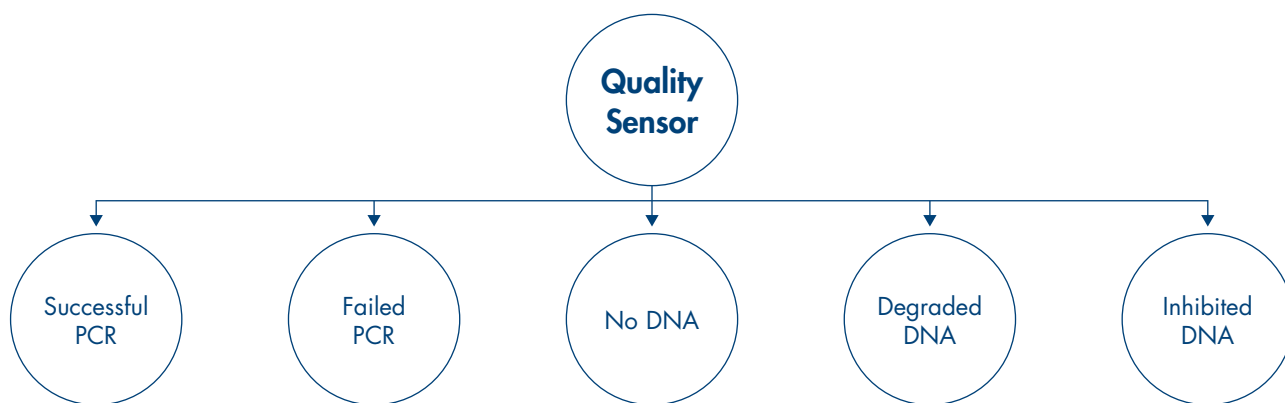 Quality
Sensor
Successful
PCR
Failed
PCR
No DNA
Degraded
DNA
Inhibited
DNA